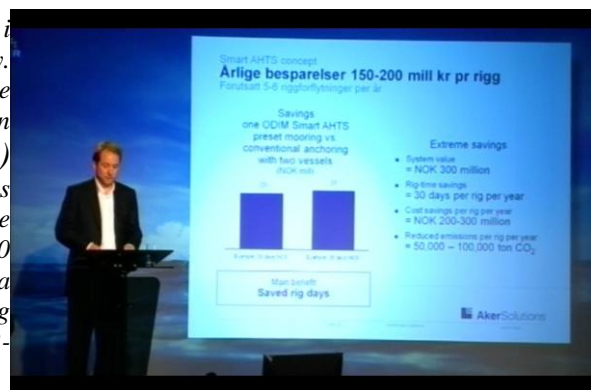 i
.
e
n
)
s
e
0
a
g
-
Smart AHTS concept
Årlige besparelser 150-200 mill kr pr rigg
Forutsatt 5-6 riggforflytninger per år
Savings
one ODIM Smart AHTS
preset mooring vs.
conventional anchoring
with two vessels
(NOK mill)
Main benefit
Saved rig days
Extreme savings
System value
= NOK 300 million
Rig-time savings
= 30 days per rig per year
Cost savings per rig per year
= NOK 200-300 million
Reduced emissions per rig per year
= 50,000 – 100,000 ton CO₂
AkerSolutions